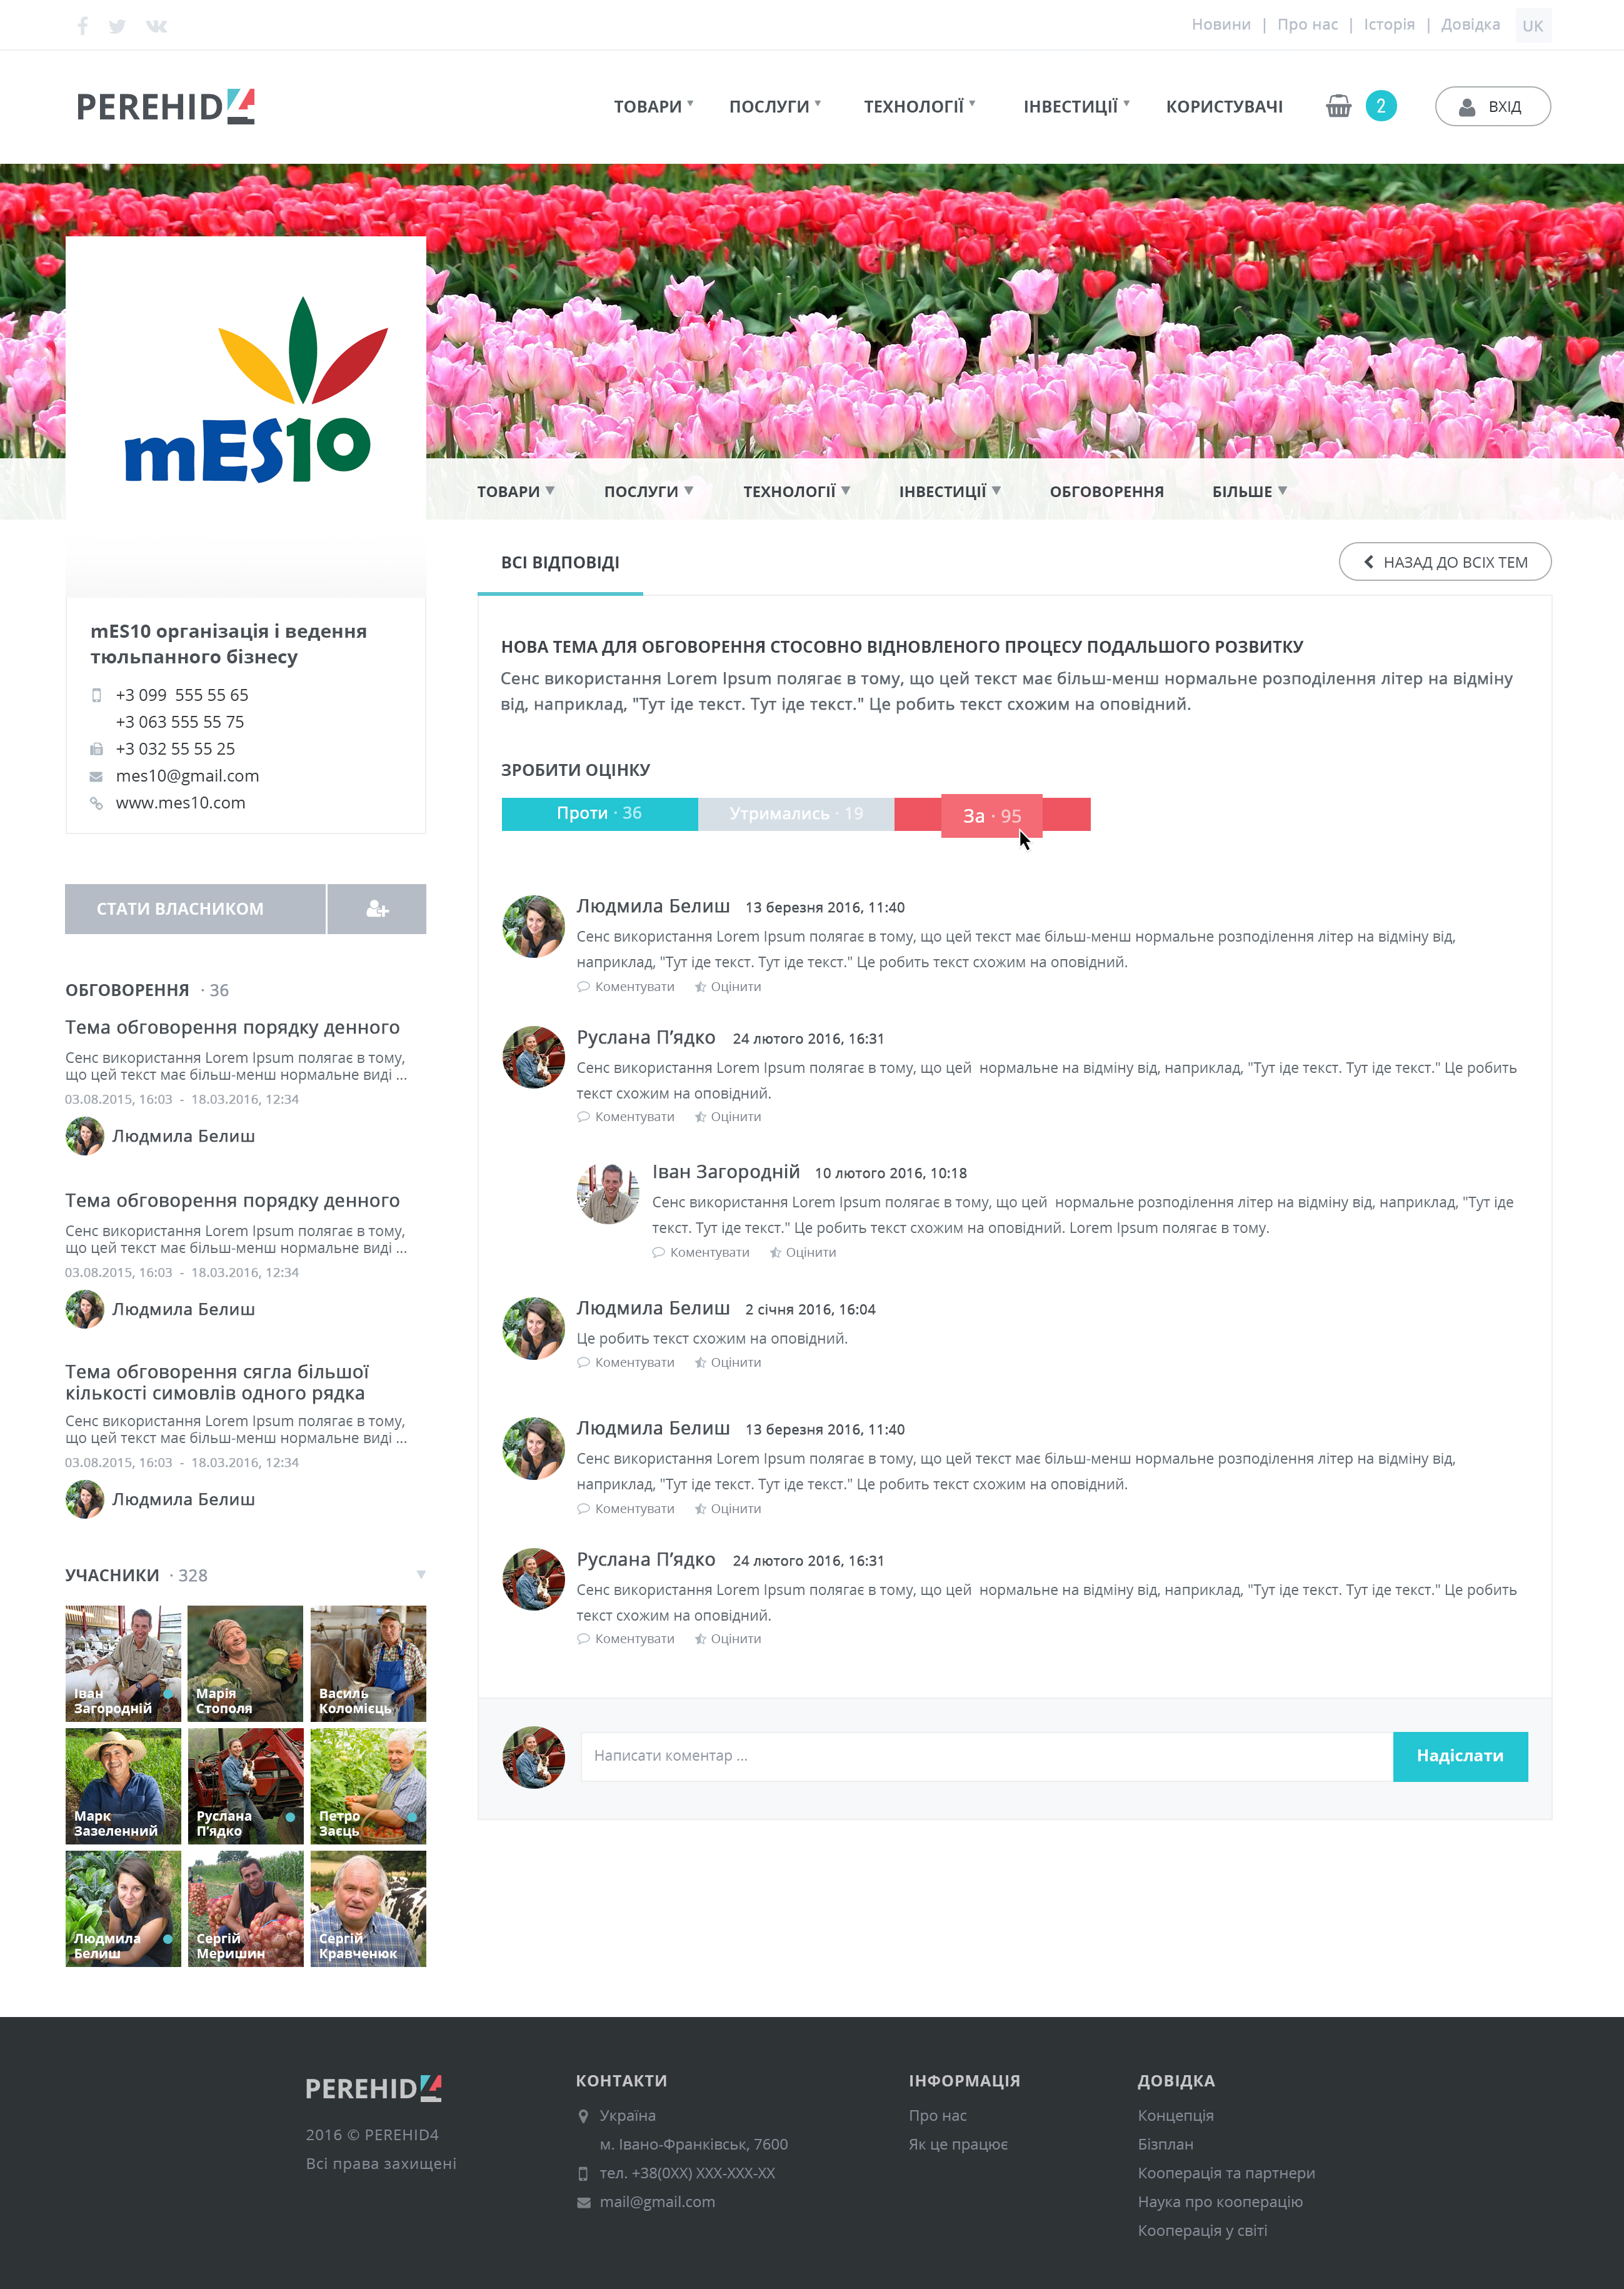 Новини | Про нас | Історія | Довідка UK
PEREHID4
ТОВАРИ ПОСЛУГИ ТЕХНОЛОГІЇ ІНВЕСТИЦІЇ КОРИСТУВАЧІ 2 ВХІД
mES10
ТОВАРИ ПОСЛУГИ ТЕХНОЛОГІЇ ІНВЕСТИЦІЇ ОБГОВОРЕННЯ БІЛЬШЕ
mES10 організація і ведення
тюльпанного бізнесу
+3 099 555 55 65
+3 063 555 55 75
+3 032 55 55 25
mes10@gmail.com
www.mes10.com
СТАТИ ВЛАСНИКОМ
ОБГОВОРЕННЯ · 36
Тема обговорення порядку денного
Сенс використання Lorem Ipsum полягає в тому,
що цей текст має більш-менш нормальне виді ...
03.08.2015, 16:03 - 18.03.2016, 12:34
Людмила Белиш
Тема обговорення порядку денного
Сенс використання Lorem Ipsum полягає в тому,
що цей текст має більш-менш нормальне виді ...
03.08.2015, 16:03 - 18.03.2016, 12:34
Людмила Белиш
Тема обговорення сягла більшої
кількості симовлів одного рядка
Сенс використання Lorem Ipsum полягає в тому,
що цей текст має більш-менш нормальне виді ...
03.08.2015, 16:03 - 18.03.2016, 12:34
Людмила Белиш
УЧАСНИКИ · 328
Іван
Загородній
Марія
Стополя
Василь
Коломієць
Марк
Зазеленний
Руслана
П'ядко
Петро
Заєць
Людмила
Белиш
Сергій
Меришин
Сергій
Кравченюк
ВСІ ВІДПОВІДІ
НАЗАД ДО ВСІХ ТЕМ
НОВА ТЕМА ДЛЯ ОБГОВОРЕННЯ СТОСОВНО ВІДНОВЛЕНОГО ПРОЦЕСУ ПОДАЛЬШОГО РОЗВИТКУ
Сенс використання Lorem Ipsum полягає в тому, що цей текст має більш-менш нормальне розподілення літер на відміну
від, наприклад, "Тут іде текст. Тут іде текст." Це робить текст схожим на оповідний.
ЗРОБИТИ ОЦІНКУ
Проти · 36 Утримались · 19 За · 95
Людмила Белиш 13 березня 2016, 11:40
Сенс використання Lorem Ipsum полягає в тому, що цей текст має більш-менш нормальне розподілення літер на відміну від,
наприклад, "Тут іде текст. Тут іде текст." Це робить текст схожим на оповідний.
Коментувати Оцінити
Руслана П’ядко 24 лютого 2016, 16:31
Сенс використання Lorem Ipsum полягає в тому, що цей нормальне на відміну від, наприклад, "Тут іде текст. Тут іде текст." Це робить
текст схожим на оповідний.
Коментувати Оцінити
Іван Загородній 10 лютого 2016, 10:18
Сенс використання Lorem Ipsum полягає в тому, що цей нормальне розподілення літер на відміну від, наприклад, "Тут іде
текст. Тут іде текст." Це робить текст схожим на оповідний. Lorem Ipsum полягає в тому.
Коментувати Оцінити
Людмила Белиш 2 січня 2016, 16:04
Це робить текст схожим на оповідний.
Коментувати Оцінити
Людмила Белиш 13 березня 2016, 11:40
Сенс використання Lorem Ipsum полягає в тому, що цей текст має більш-менш нормальне розподілення літер на відміну від,
наприклад, "Тут іде текст. Тут іде текст." Це робить текст схожим на оповідний.
Коментувати Оцінити
Руслана П’ядко 24 лютого 2016, 16:31
Сенс використання Lorem Ipsum полягає в тому, що цей нормальне на відміну від, наприклад, "Тут іде текст. Тут іде текст." Це робить
текст схожим на оповідний.
Коментувати Оцінити
Написати коментар ...
Надіслати
PEREHID4
2016 © PEREHID4
Всі права захищені
КОНТАКТИ
Україна
м. Івано-Франківськ, 7600
тел. +38(0XX) XXX-XXX-XX
mail@gmail.com
ІНФОРМАЦІЯ
Про нас
Як це працює
ДОВІДКА
Концепція
Бізплан
Кооперація та партнери
Наука про кооперацію
Кооперація у світі